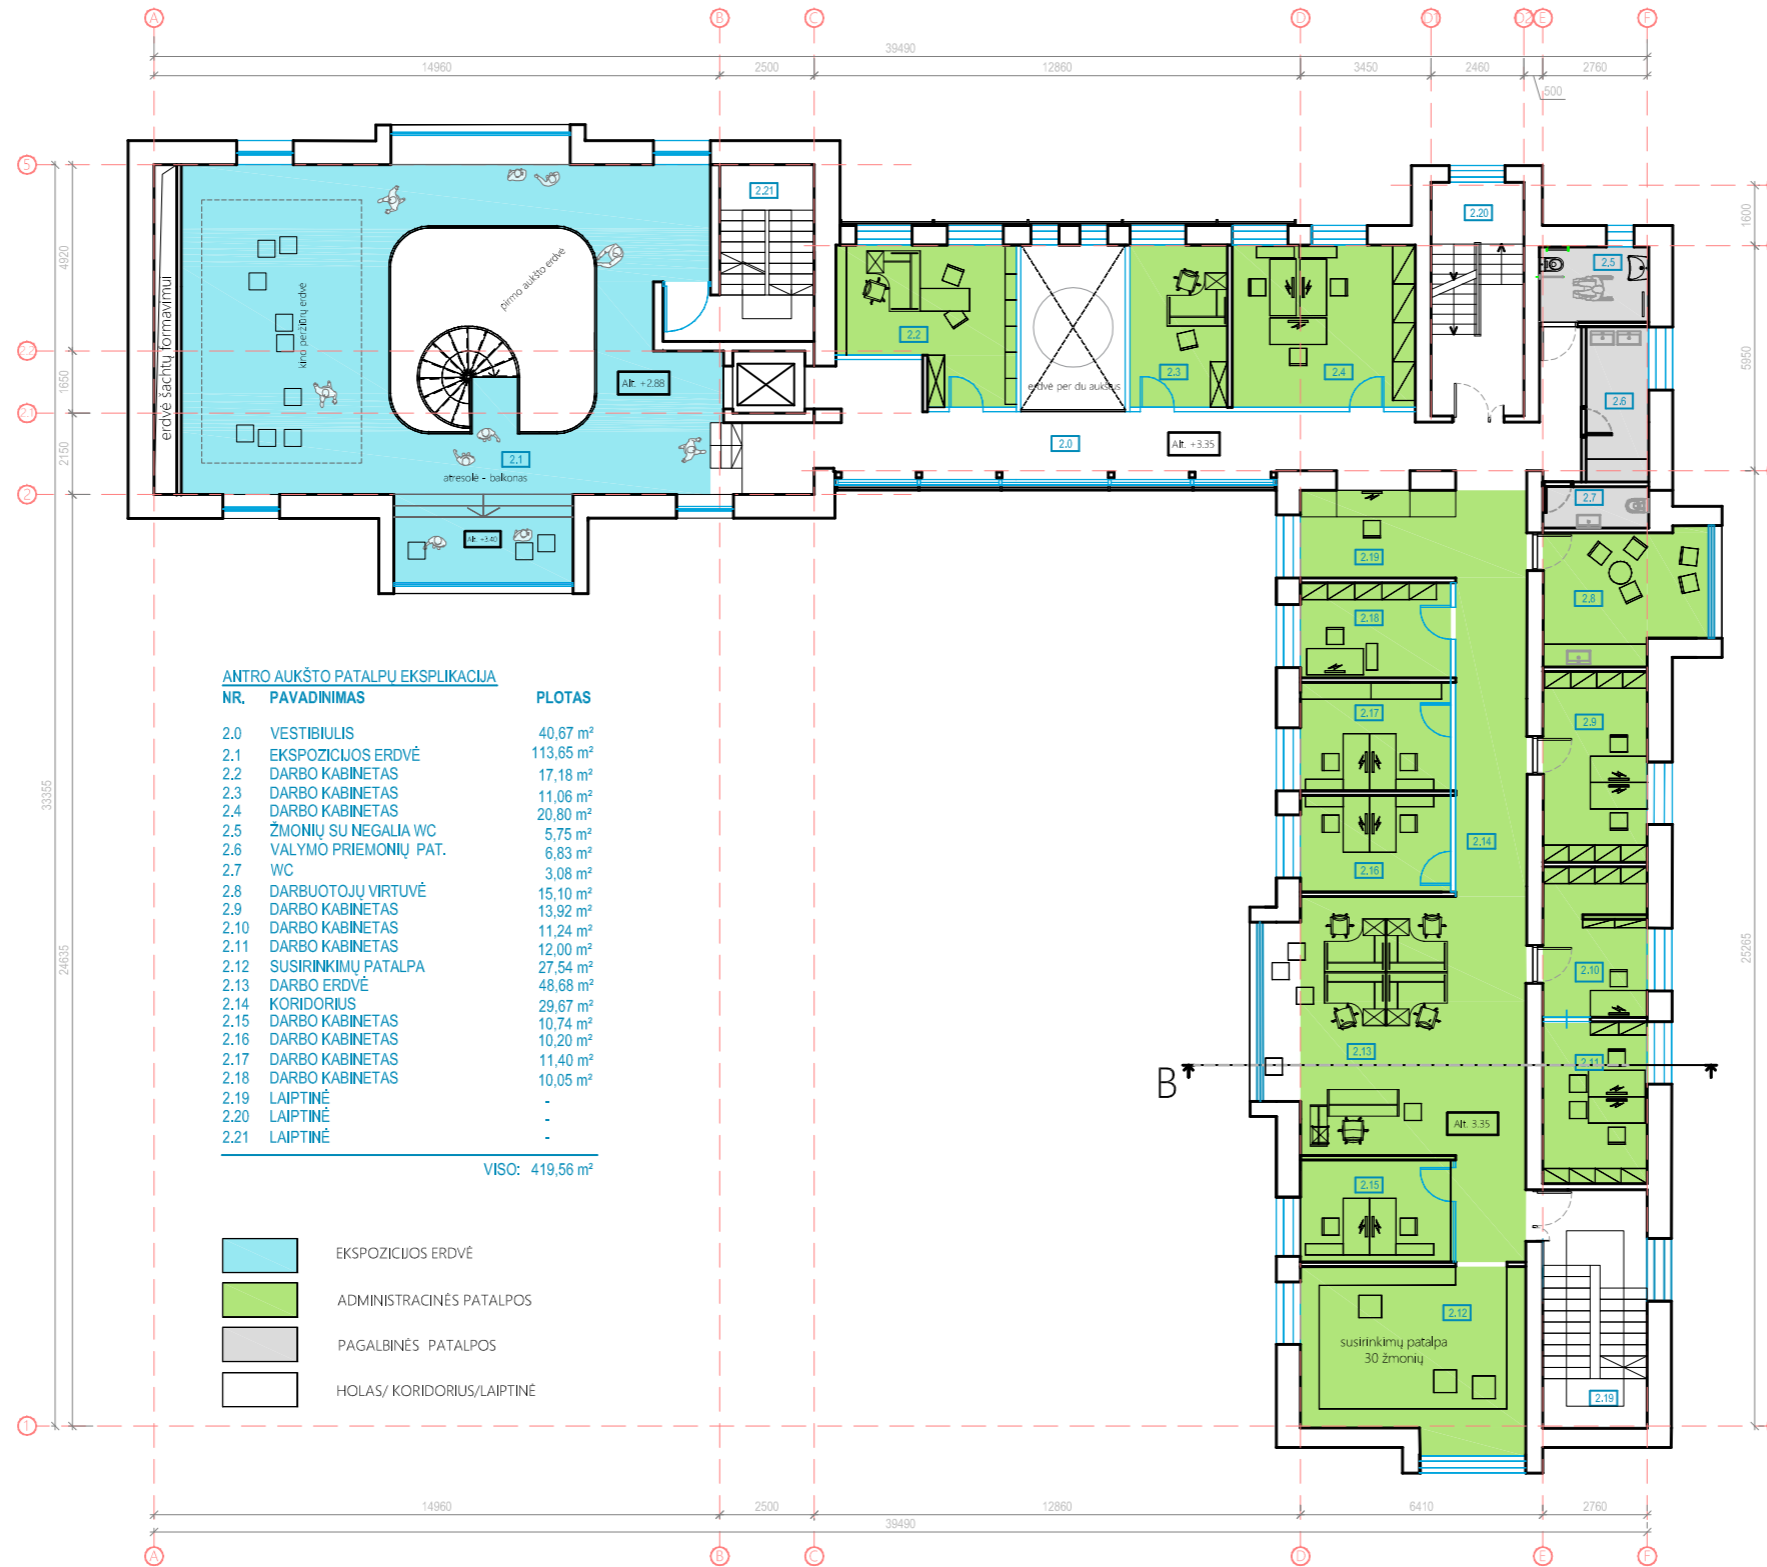 A B C D D1 D2 E F
39490
14960 2500 12860 3450 2460 2760
500
5
2.2
2.1
2
1
4920
1650
2150
33355
24635
1600
5950
25265
2.21
2.20
2.5
erdvė šachtų formavimui
kino peržiūrų erdvė
pirmo aukšto erdvė
Alt. +2.88
2.1
atresolė - balkonas
Alt. +3.40
2.2
erdvė per du aukštus
2.3
2.4
2.6
2.0
Alt. +3.35
2.7
2.19
2.8
2.18
2.17
2.9
2.14
2.16
2.10
2.13
2.11
B
Alt. 3.35
2.15
2.12
susirinkimų patalpa
30 žmonių
2.19
ANTRO AUKŠTO PATALPŲ EKSPLIKACIJA
NR. PAVADINIMAS PLOTAS
2.0 VESTIBIULIS 40,67 m²
2.1 EKSPOZICIJOS ERDVĖ 113,65 m²
2.2 DARBO KABINETAS 17,18 m²
2.3 DARBO KABINETAS 11,06 m²
2.4 DARBO KABINETAS 20,80 m²
2.5 ŽMONIŲ SU NEGALIA WC 5,75 m²
2.6 VALYMO PRIEMONIŲ PAT. 6,83 m²
2.7 WC 3,08 m²
2.8 DARBUOTOJŲ VIRTUVĖ 15,10 m²
2.9 DARBO KABINETAS 13,92 m²
2.10 DARBO KABINETAS 11,24 m²
2.11 DARBO KABINETAS 12,00 m²
2.12 SUSIRINKIMŲ PATALPA 27,54 m²
2.13 DARBO ERDVĖ 48,68 m²
2.14 KORIDORIUS 29,67 m²
2.15 DARBO KABINETAS 10,74 m²
2.16 DARBO KABINETAS 10,20 m²
2.17 DARBO KABINETAS 11,40 m²
2.18 DARBO KABINETAS 10,05 m²
2.19 LAIPTINĖ -
2.20 LAIPTINĖ -
2.21 LAIPTINĖ -
VISO: 419,56 m²
EKSPOZICIJOS ERDVĖ
ADMINISTRACINĖS PATALPOS
PAGALBINĖS PATALPOS
HOLAS/ KORIDORIUS/LAIPTINĖ
14960 2500 12860 6410 2760
39490
A B C D E F